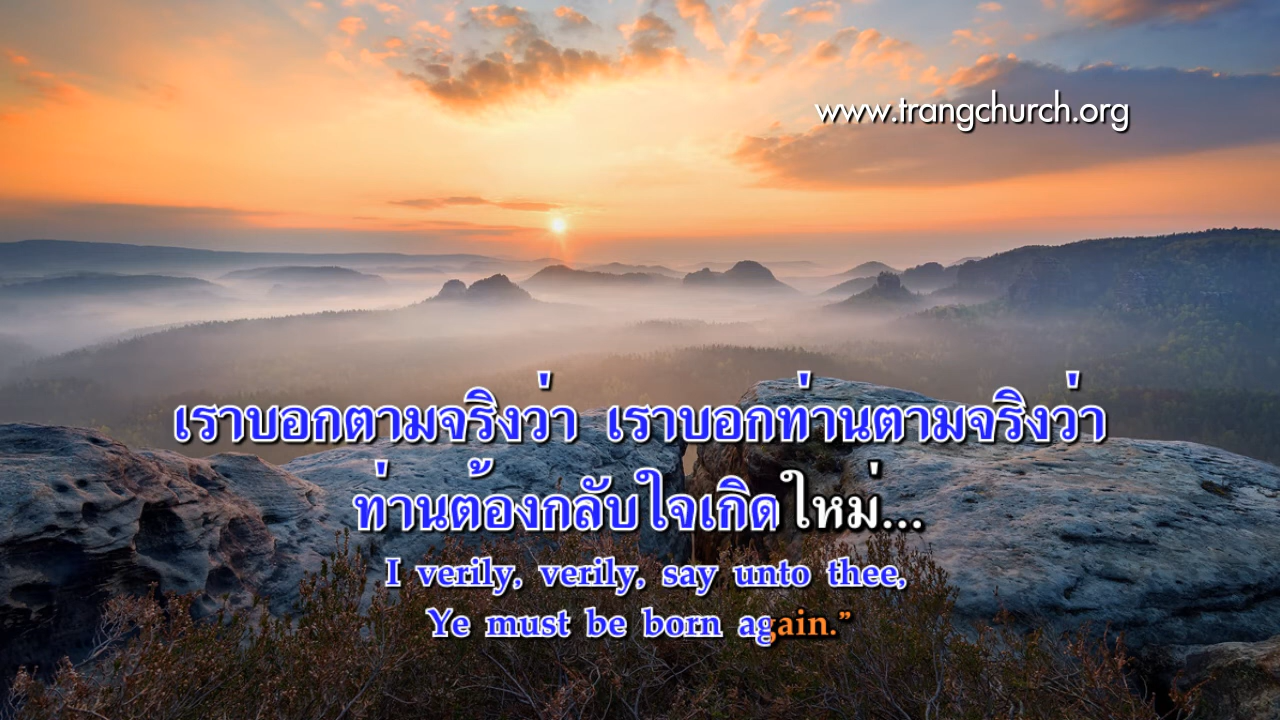 www.trangchurch.org
เราบอกตามจริงว่า เราบอกท่านตามจริงว่า
ท่านต้องกลับใจเกิดใหม่...
I verily, verily, say unto thee,
Ye must be born again.”